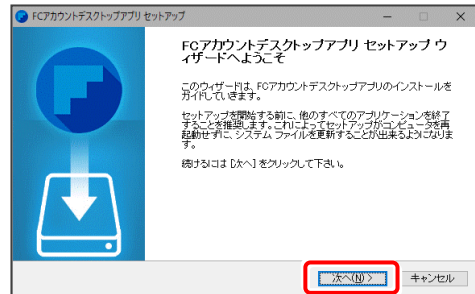 FCアカウントデスクトップアプリ セットアップ
FCアカウントデスクトップアプリ セットアップ ウ
ィザードへようこそ
このウィザードは、FCアカウントデスクトップアプリのインストールを
ガイドしていきます。
セットアップを開始する前に、他のすべてのアプリケーションを終了
することを推奨します。これによってセットアップがコンピュータを再
起動せずに、システム ファイルを更新することが出来るようになりま
す。
続けるには [次へ] をクリックして下さい。
次へ(N) >
キャンセル